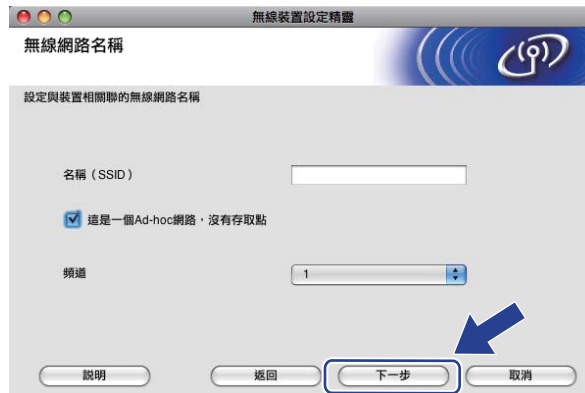 無線裝置設定精靈
無線網路名稱
設定與裝置相關聯的無線網路名稱
名稱（SSID）
這是一個Ad-hoc網路，沒有存取點
頻道 1
說明 返回 下一步 取消